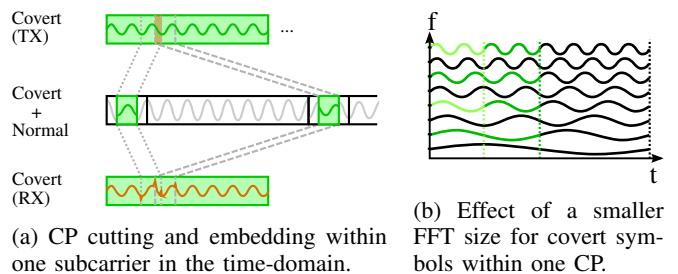 Covert
(TX)
...
Covert
+
Normal
Covert
(RX)
(a) CP cutting and embedding within
one subcarrier in the time-domain.
f
t
(b) Effect of a smaller
FFT size for covert sym-
bols within one CP.